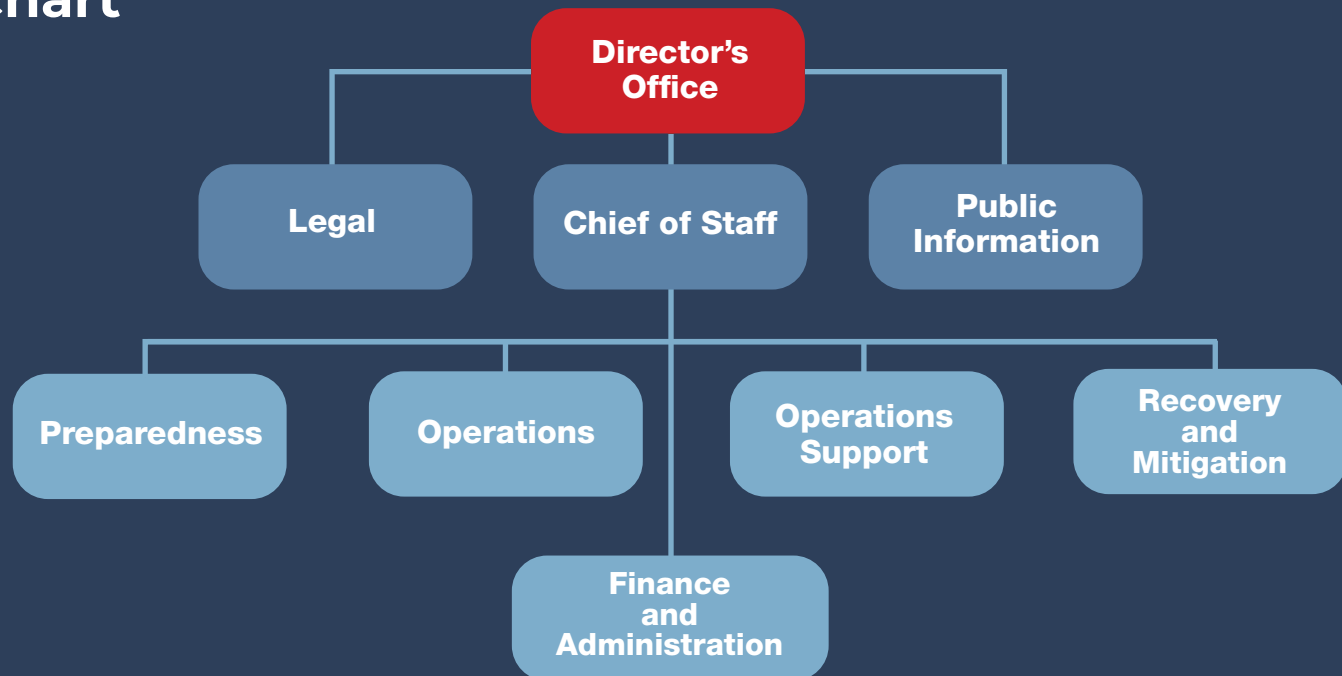 Director’s
Office
Legal
Chief of Staff
Public
Information
Preparedness
Operations
Operations
Support
Recovery
and
Mitigation
Finance
and
Administration